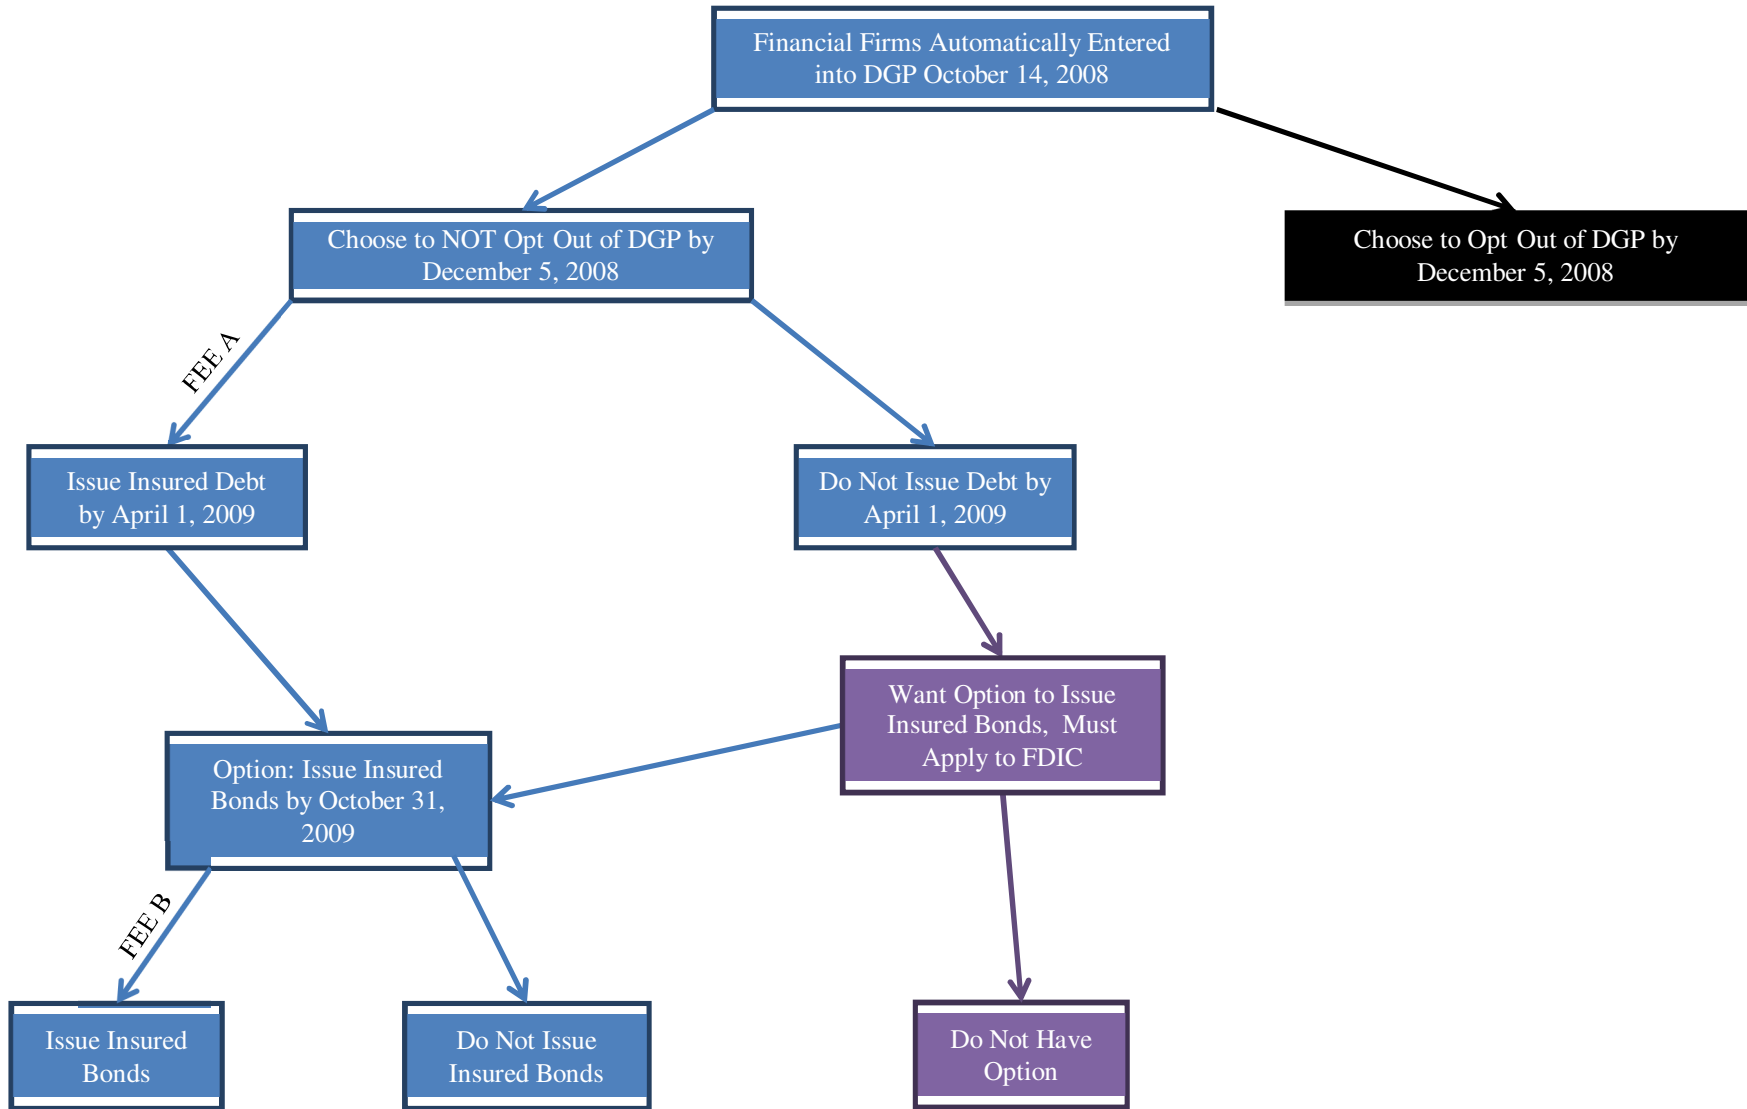 Financial Firms Automatically Entered
into DGP October 14, 2008
Choose to NOT Opt Out of DGP by
December 5, 2008
Choose to Opt Out of DGP by
December 5, 2008
FEE A
Issue Insured Debt
by April 1, 2009
Do Not Issue Debt by
April 1, 2009
Want Option to Issue
Insured Bonds, Must
Apply to FDIC
Option: Issue Insured
Bonds by October 31,
2009
FEE B
Issue Insured
Bonds
Do Not Issue
Insured Bonds
Do Not Have
Option